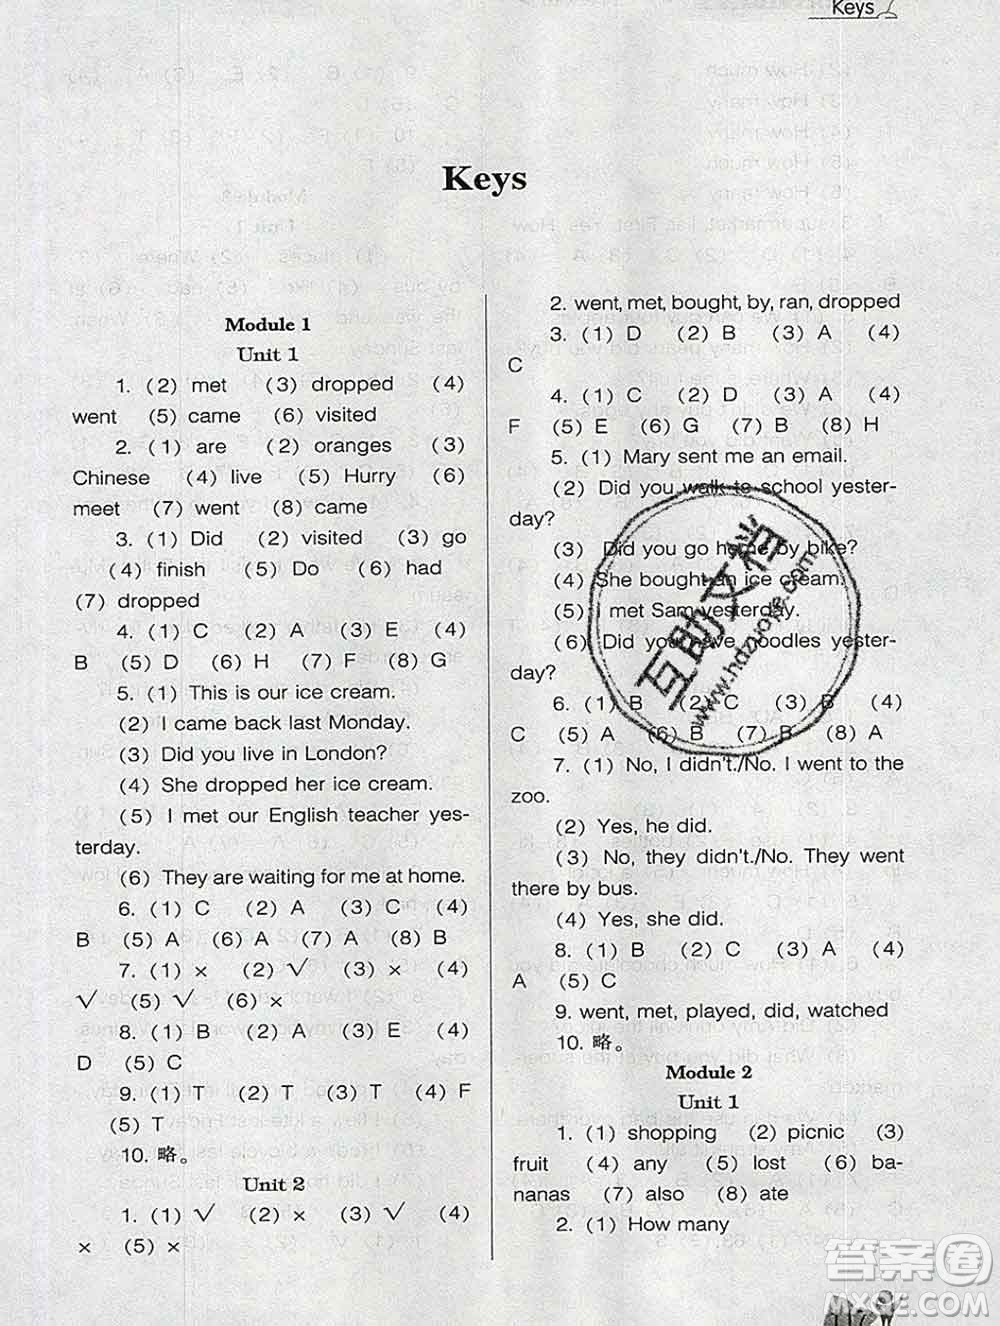 Keys
Keys
Module 1
Unit 1
1. (2) met (3) dropped (4)
went (5) came (6) visited
2. (1) are (2) oranges (3)
Chinese (4) live (5) Hurry (6)
meet (7) went (8) came
3. (1) Did (2) visited (3) go
(4) finish (5) Do (6) had
(7) dropped
4. (1) C (2) A (3) E (4)
B (5) D (6) H (7) F (8) G
5. (1) This is our ice cream.
(2) I came back last Monday.
(3) Did you live in London?
(4) She dropped her ice cream.
(5) I met our English teacher yes-
terday.
(6) They are waiting for me at home.
6. (1) C (2) A (3) C (4)
B (5) A (6) A (7) A (8) B
7. (1) × (2) √ (3) × (4)
√ (5) √ (6) ×
8. (1) B (2) A (3) E (4)
D (5) C
9. (1) T (2) T (3) T (4) F
(5) T
10. 略。
Unit 2
1. (1) √ (2) × (3) √ (4)
× (5) ×
2. went, met, bought, by, ran, dropped
3. (1) D (2) B (3) A (4)
C
4. (1) C (2) D (3) A (4)
F (5) E (6) G (7) B (8) H
5. (1) Mary sent me an email.
(2) Did you walk to school yester-
day?
(3) Did you go home by bike?
(4) She bought an ice cream.
(5) I met Sam yesterday.
(6) Did you have noodles yester-
day?
6. (1) B (2) C (3) B (4)
C (5) A (6) B (7) B (8) A
7. (1) No, I didn't./No. I went to the
zoo.
(2) Yes, he did.
(3) No, they didn't./No. They went
there by bus.
(4) Yes, she did.
8. (1) B (2) C (3) A (4)
A (5) C
9. went, met, played, did, watched
10. 略。
Module 2
Unit 1
1. (1) shopping (2) picnic (3)
fruit (4) any (5) lost (6) ba-
nanas (7) also (8) ate
2. (1) How many
互助文档
www.hdzuoye.com
答案圈
MXQE.COM